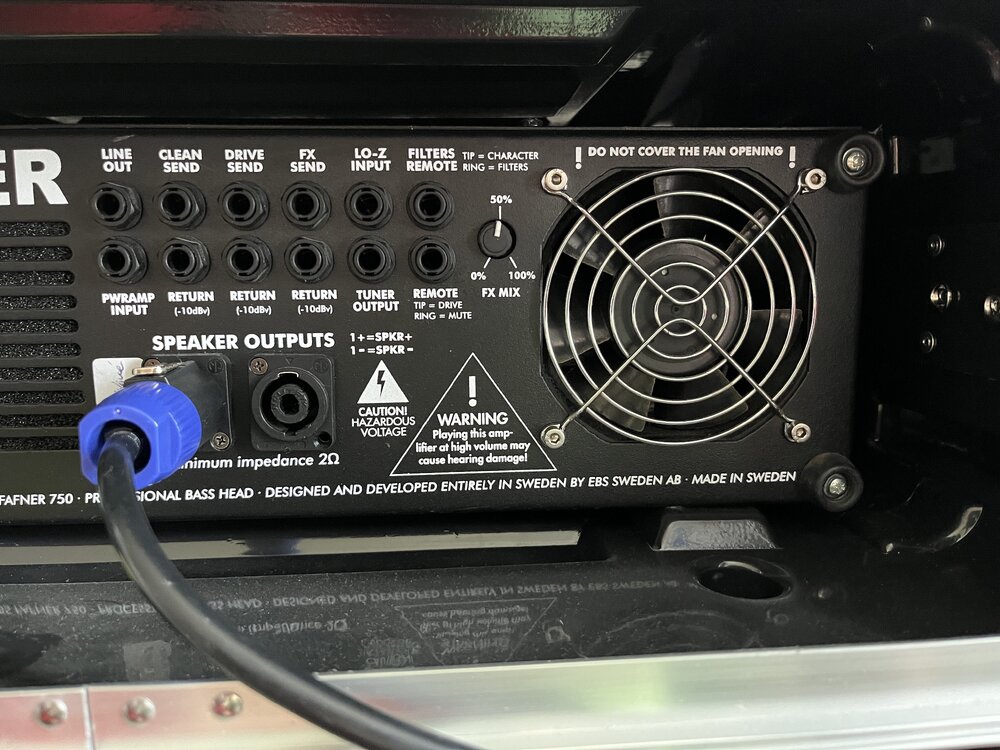 ER
LINE OUT
CLEAN SEND
DRIVE SEND
FX SEND
LO-Z INPUT
FILTERS REMOTE
TIP = CHARACTER
RING = FILTERS
! DO NOT COVER THE FAN OPENING !
50%
0% 100%
FX MIX
PWRAMP INPUT
RETURN (-10dBv)
RETURN (-10dBv)
RETURN (-10dBv)
TUNER OUTPUT
REMOTE
TIP = DRIVE
RING = MUTE
SPEAKER OUTPUTS
1+=SPKR+
1-=SPKR-
CAUTION!
HAZARDOUS
VOLTAGE
!
WARNING
Playing this amp-
lifier at high volume may
cause hearing damage!
nimum impedance 2Ω
FAFNER 750 · PR SIONAL BASS HEAD · DESIGNED AND DEVELOPED ENTIRELY IN SWEDEN BY EBS SWEDEN AB · MADE IN SWEDEN